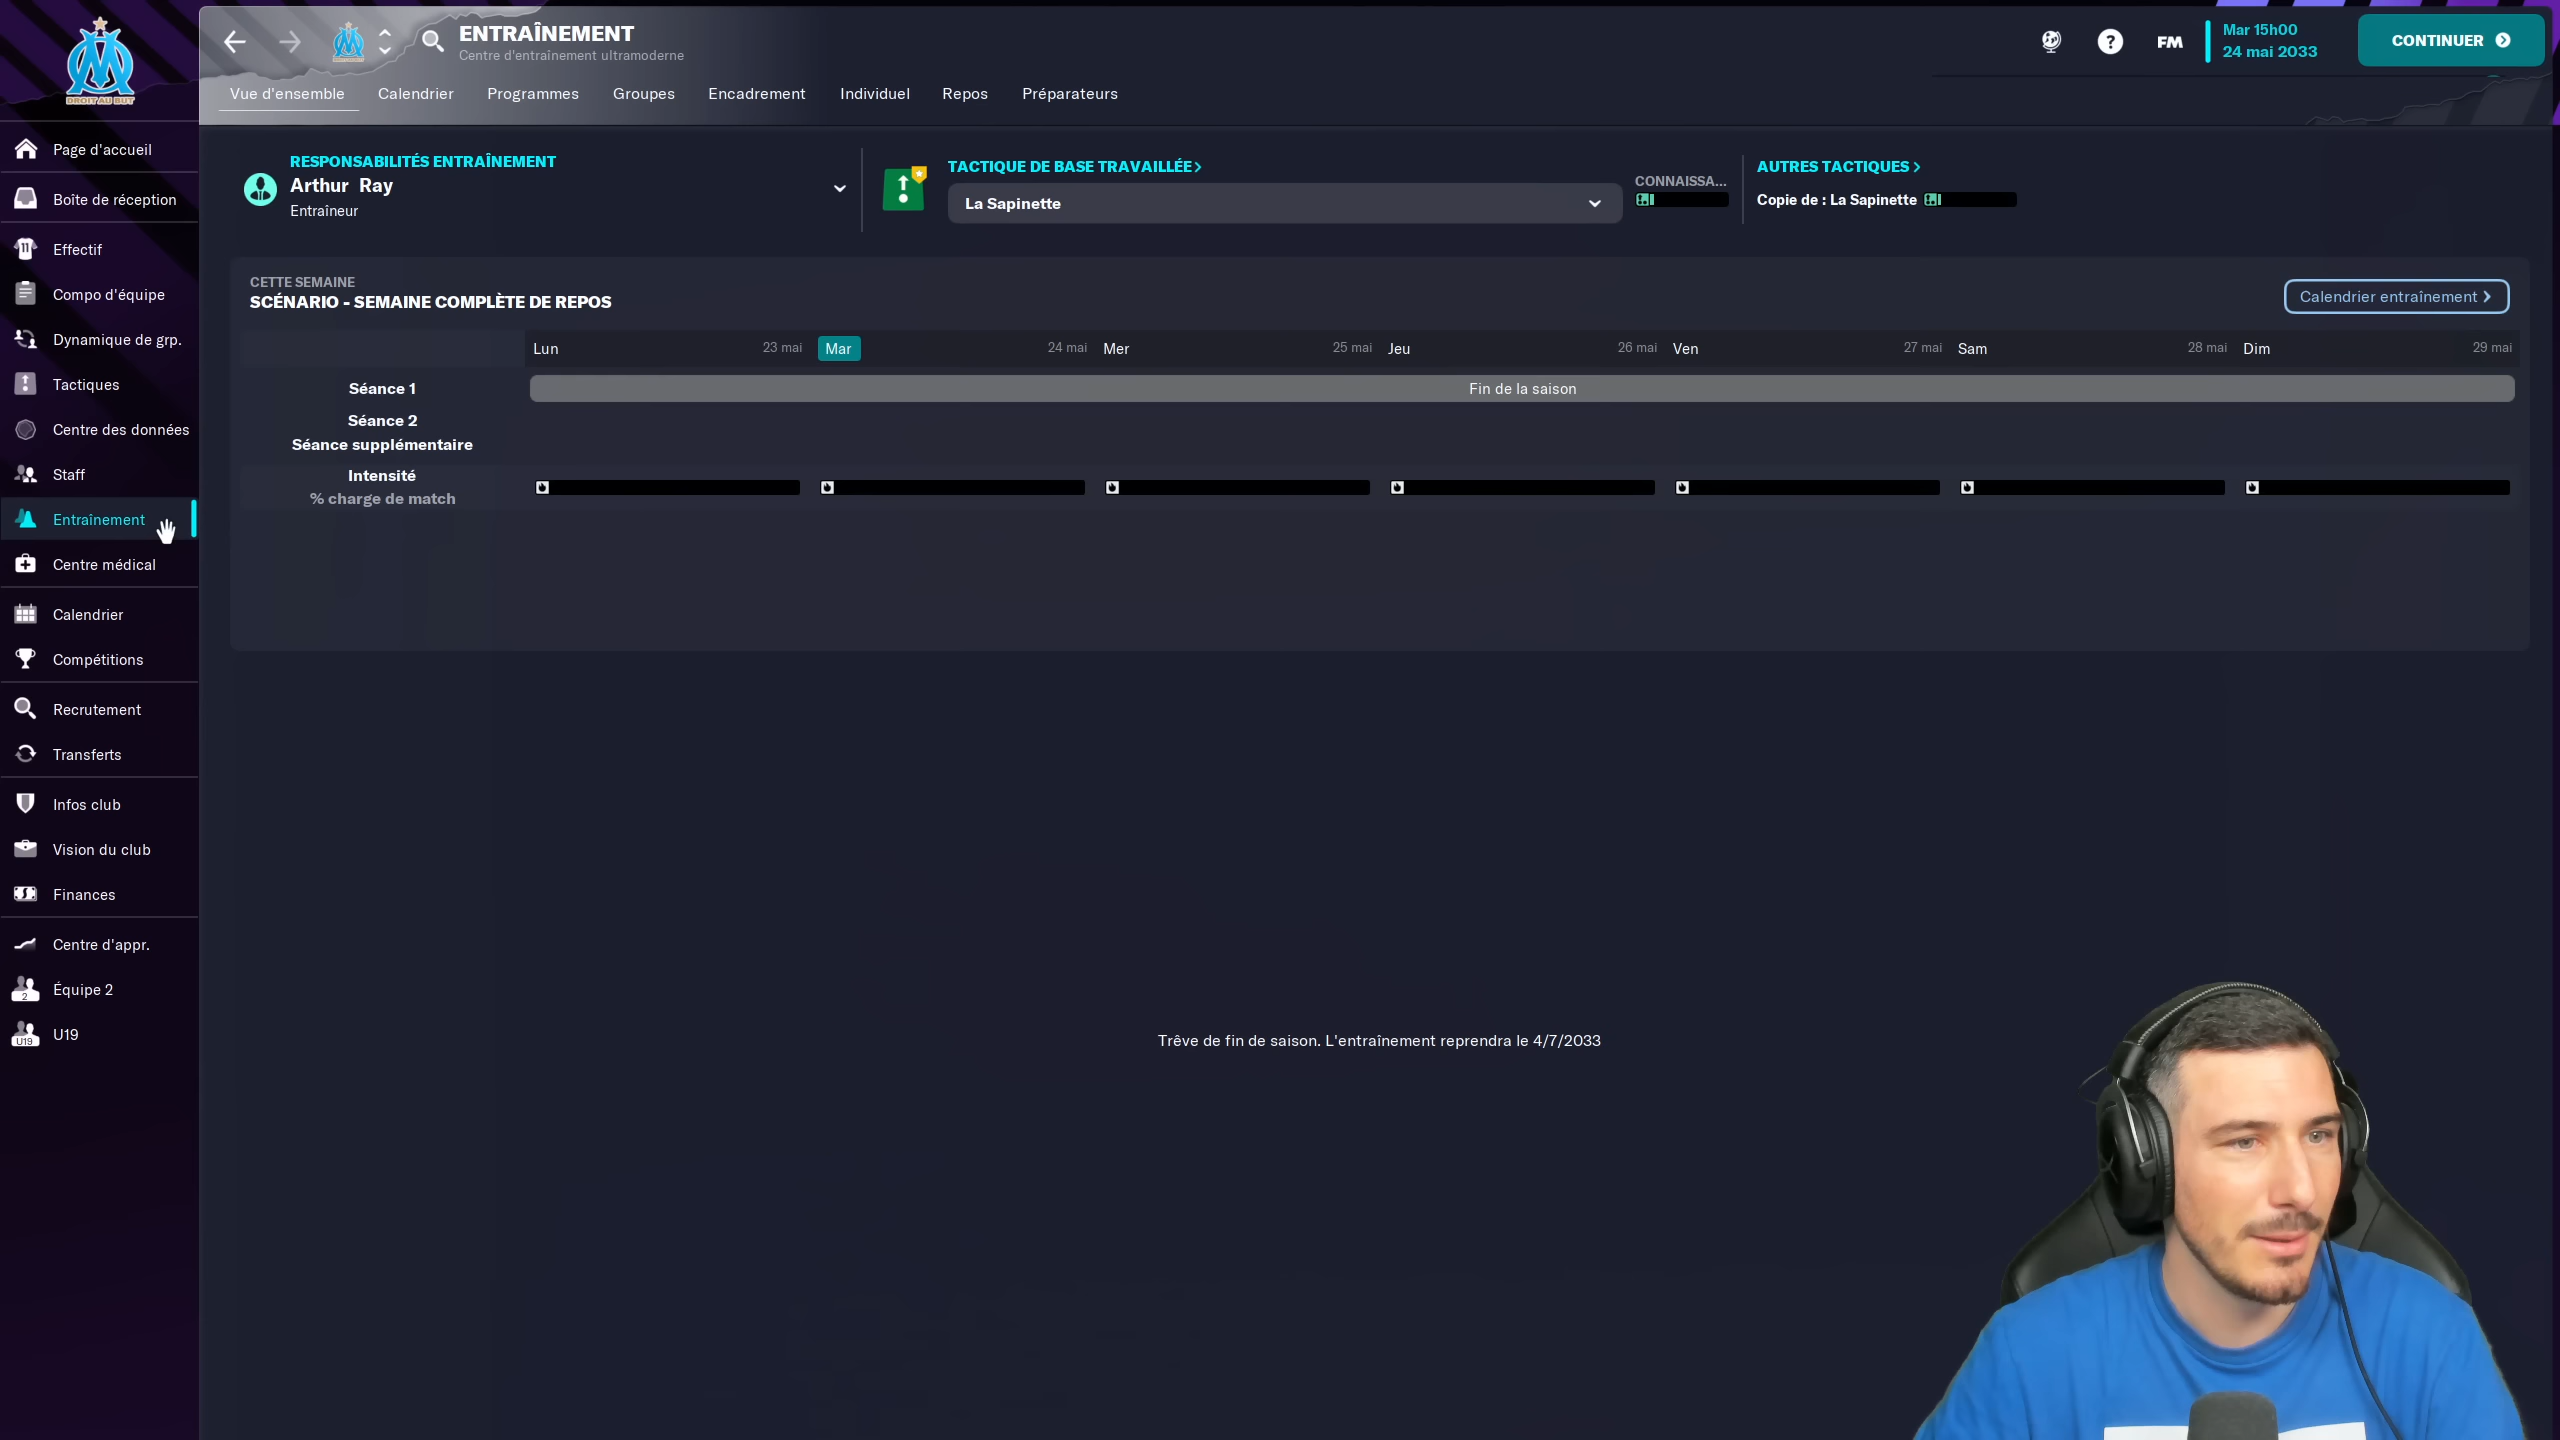 DROIT AU BUT
ENTRAÎNEMENT
Centre d'entraînement ultramoderne
FM
Mar 15h00
24 mai 2033
CONTINUER
Vue d'ensemble
Calendrier
Programmes
Groupes
Encadrement
Individuel
Repos
Préparateurs
Page d'accueil
Boîte de réception
Effectif
Compo d'équipe
Dynamique de grp.
Tactiques
Centre des données
Staff
Entraînement
Centre médical
Calendrier
Compétitions
Recrutement
Transferts
Infos club
Vision du club
Finances
Centre d'appr.
2
Équipe 2
U19
U19
RESPONSABILITÉS ENTRAÎNEMENT
Arthur Ray
Entraîneur
TACTIQUE DE BASE TRAVAILLÉE
La Sapinette
CONNAISSA...
AUTRES TACTIQUES
Copie de : La Sapinette
CETTE SEMAINE
SCÉNARIO - SEMAINE COMPLÈTE DE REPOS
Calendrier entraînement
Lun 23 mai Mar 24 mai Mer 25 mai Jeu 26 mai Ven 27 mai Sam 28 mai Dim 29 mai
Séance 1
Fin de la saison
Séance 2
Séance supplémentaire
Intensité
% charge de match
Trêve de fin de saison. L'entraînement reprendra le 4/7/2033